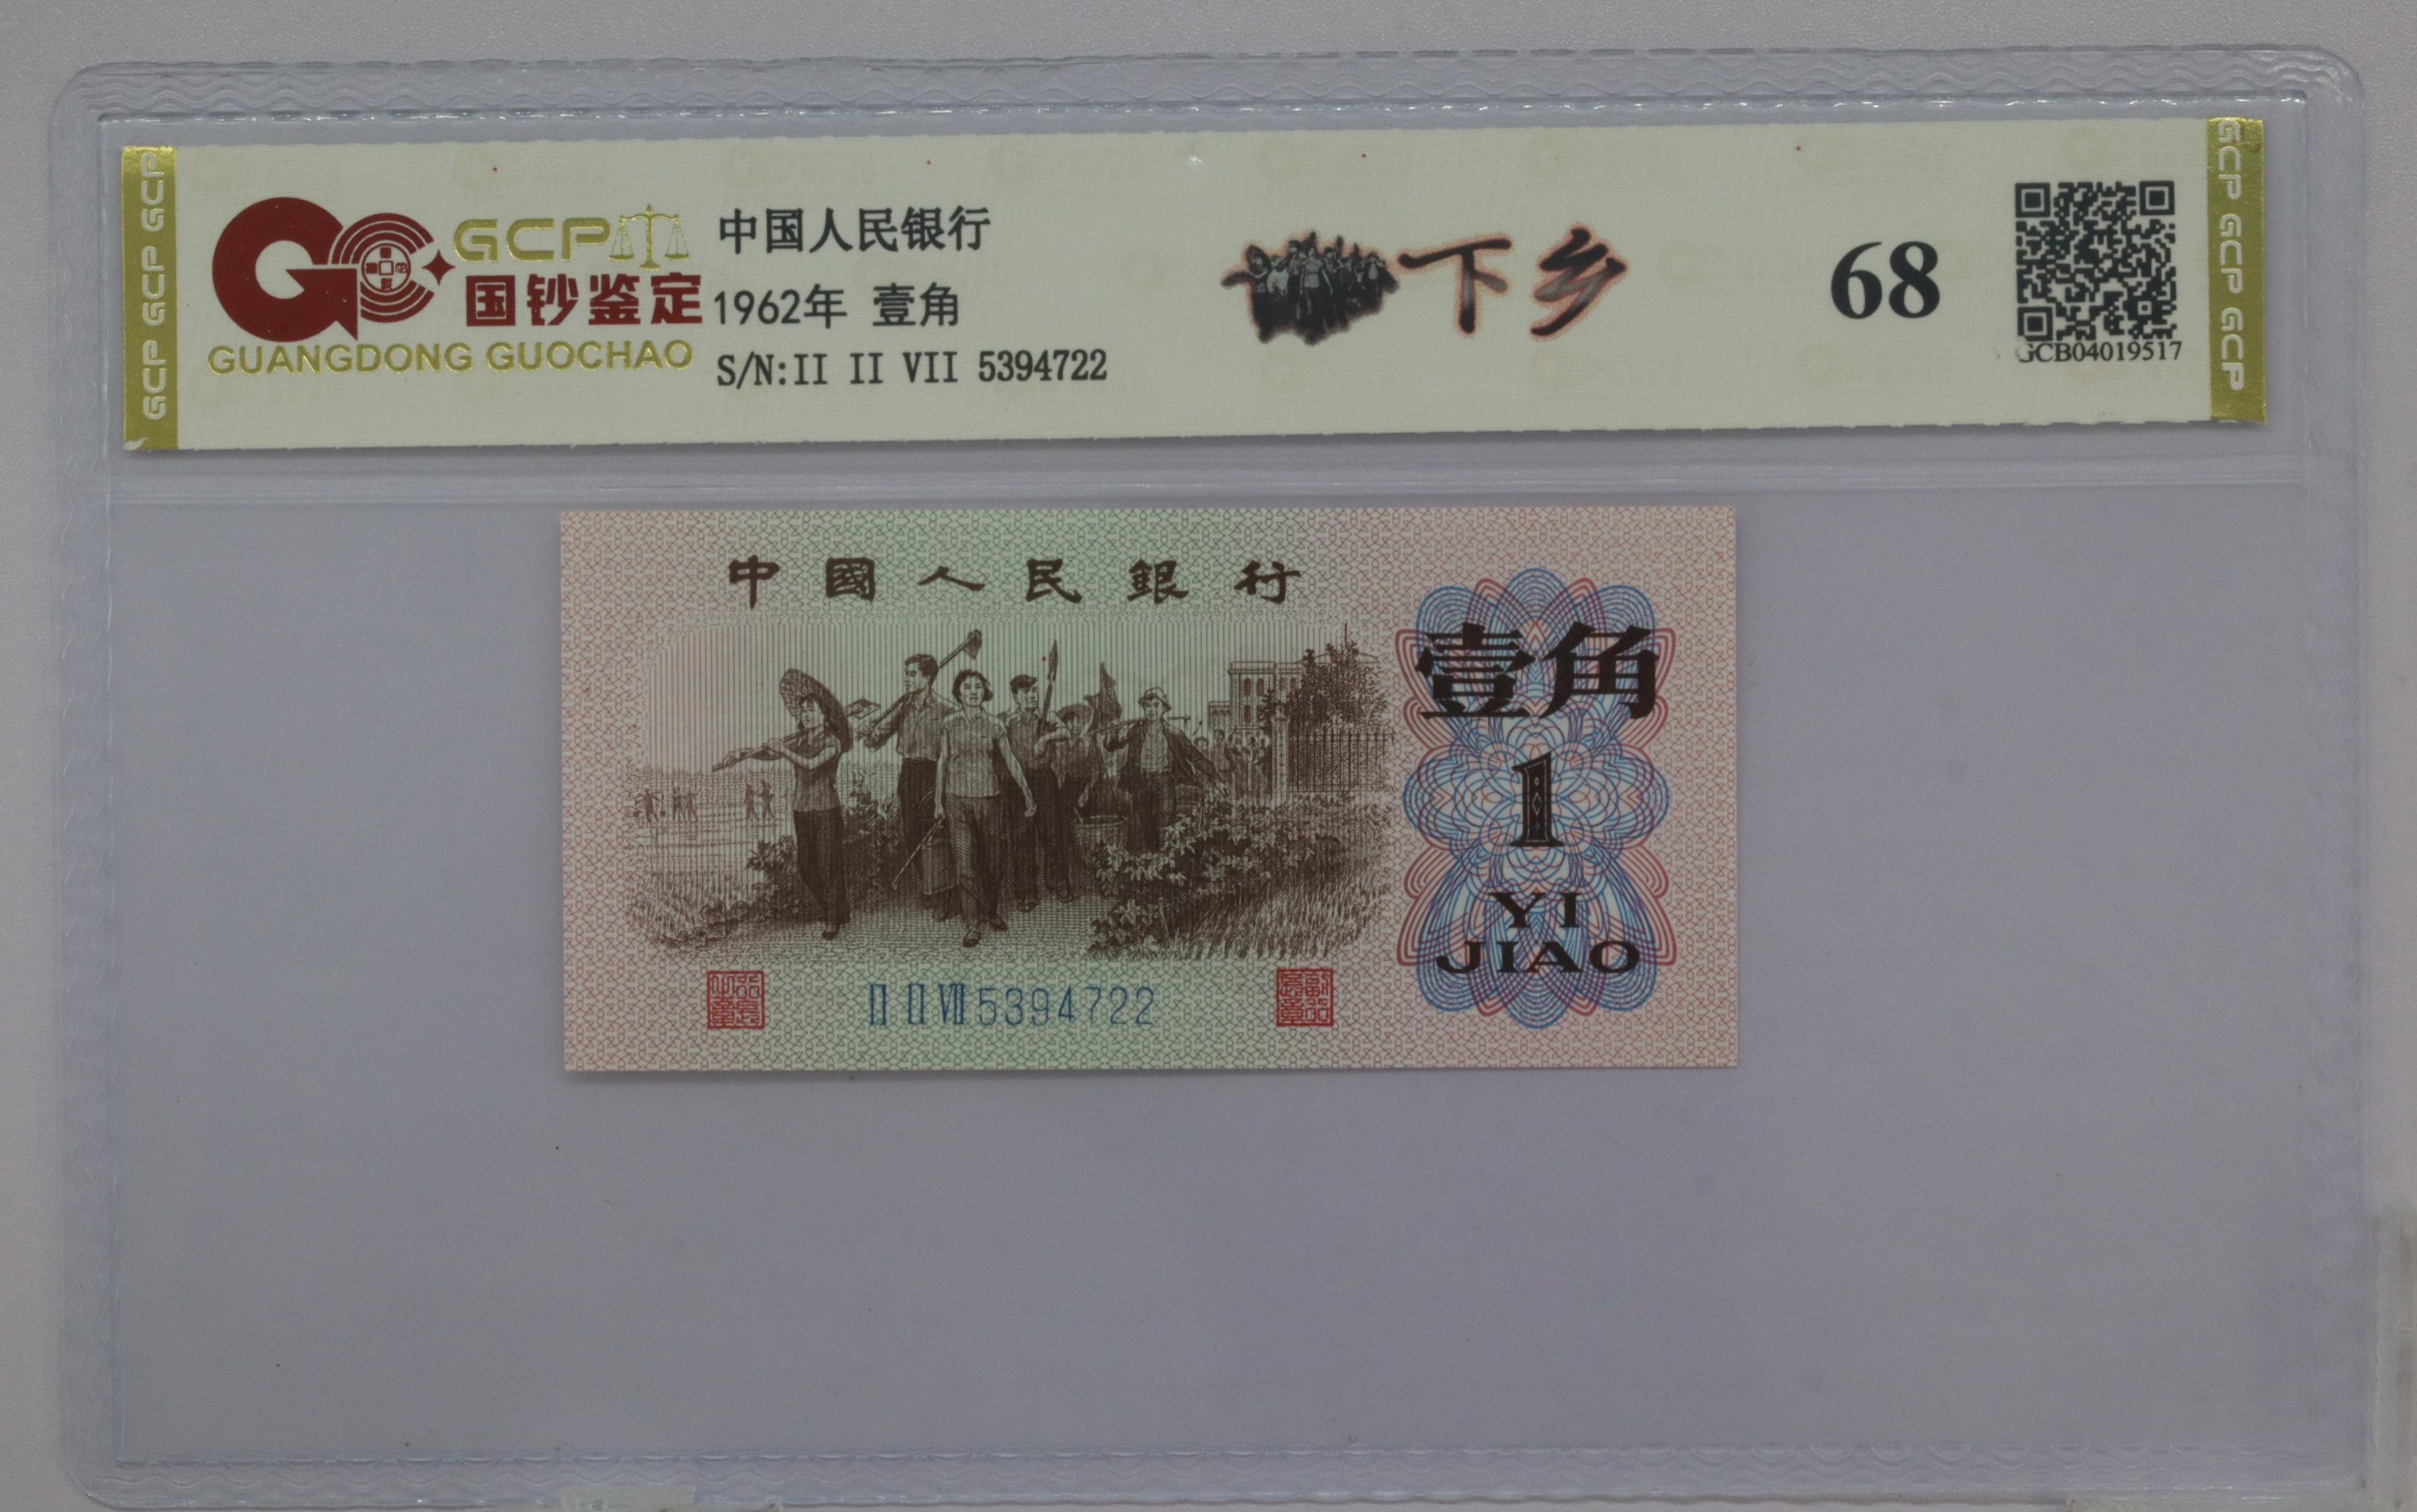 GCP GCP GCP
GCP
国钞鉴定
GUANGDONG GUOCHAO
中国人民银行
1962年 壹角
S/N:II II VII 5394722
下乡
68
GCB04019517
GCP GCP GCP
中國人民銀行
壹角
1
YI
JIAO
II II VII 5394722